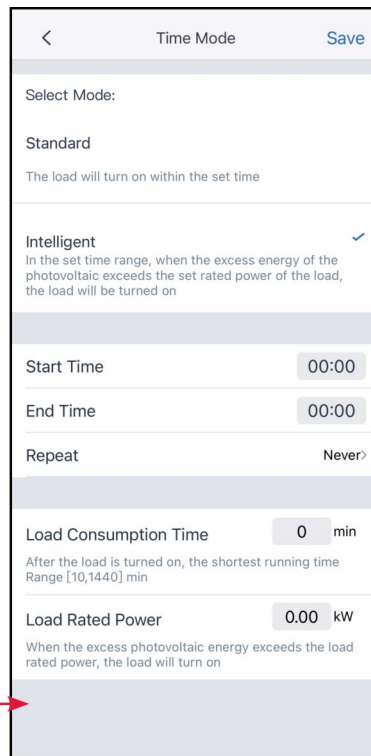 Time Mode Save
Select Mode:
Standard
The load will turn on within the set time
Intelligent
In the set time range, when the excess energy of the
photovoltaic exceeds the set rated power of the load,
the load will be turned on
Start Time 00:00
End Time 00:00
Repeat Never>
Load Consumption Time 0 min
After the load is turned on, the shortest running time
Range [10,1440] min
Load Rated Power 0.00 kW
When the excess photovoltaic energy exceeds the load
rated power, the load will turn on